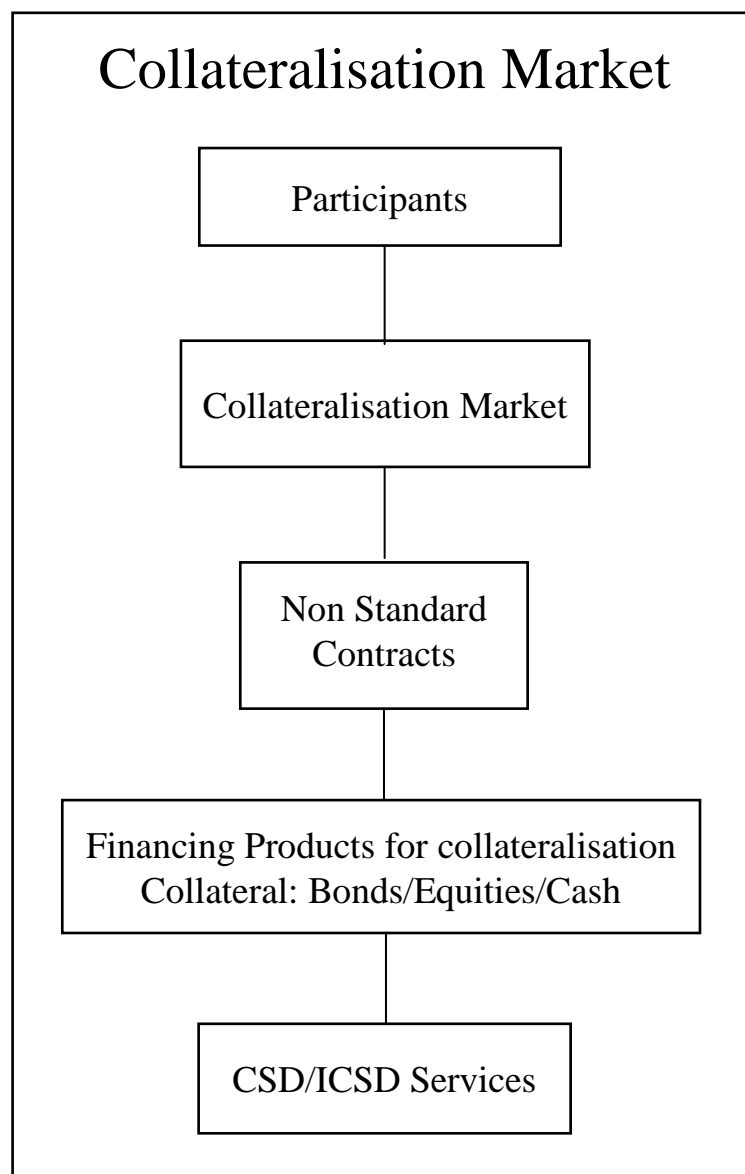 Collateralisation Market
Participants
Collateralisation Market
Non Standard
Contracts
Financing Products for collateralisation
Collateral: Bonds/Equities/Cash
CSD/ICSD Services